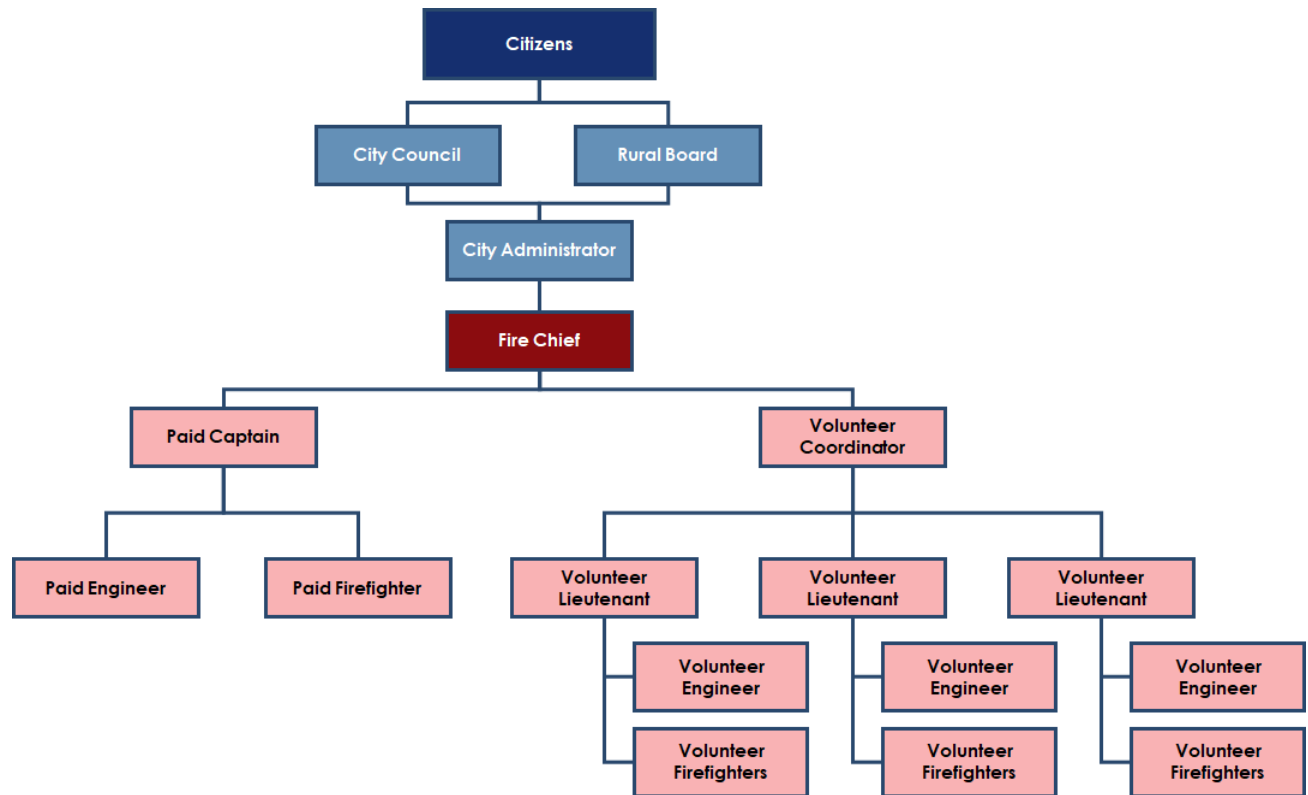 Citizens
City Council
Rural Board
City Administrator
Fire Chief
Paid Captain
Volunteer
Coordinator
Paid Engineer
Paid Firefighter
Volunteer
Lieutenant
Volunteer
Lieutenant
Volunteer
Lieutenant
Volunteer
Engineer
Volunteer
Engineer
Volunteer
Engineer
Volunteer
Firefighters
Volunteer
Firefighters
Volunteer
Firefighters